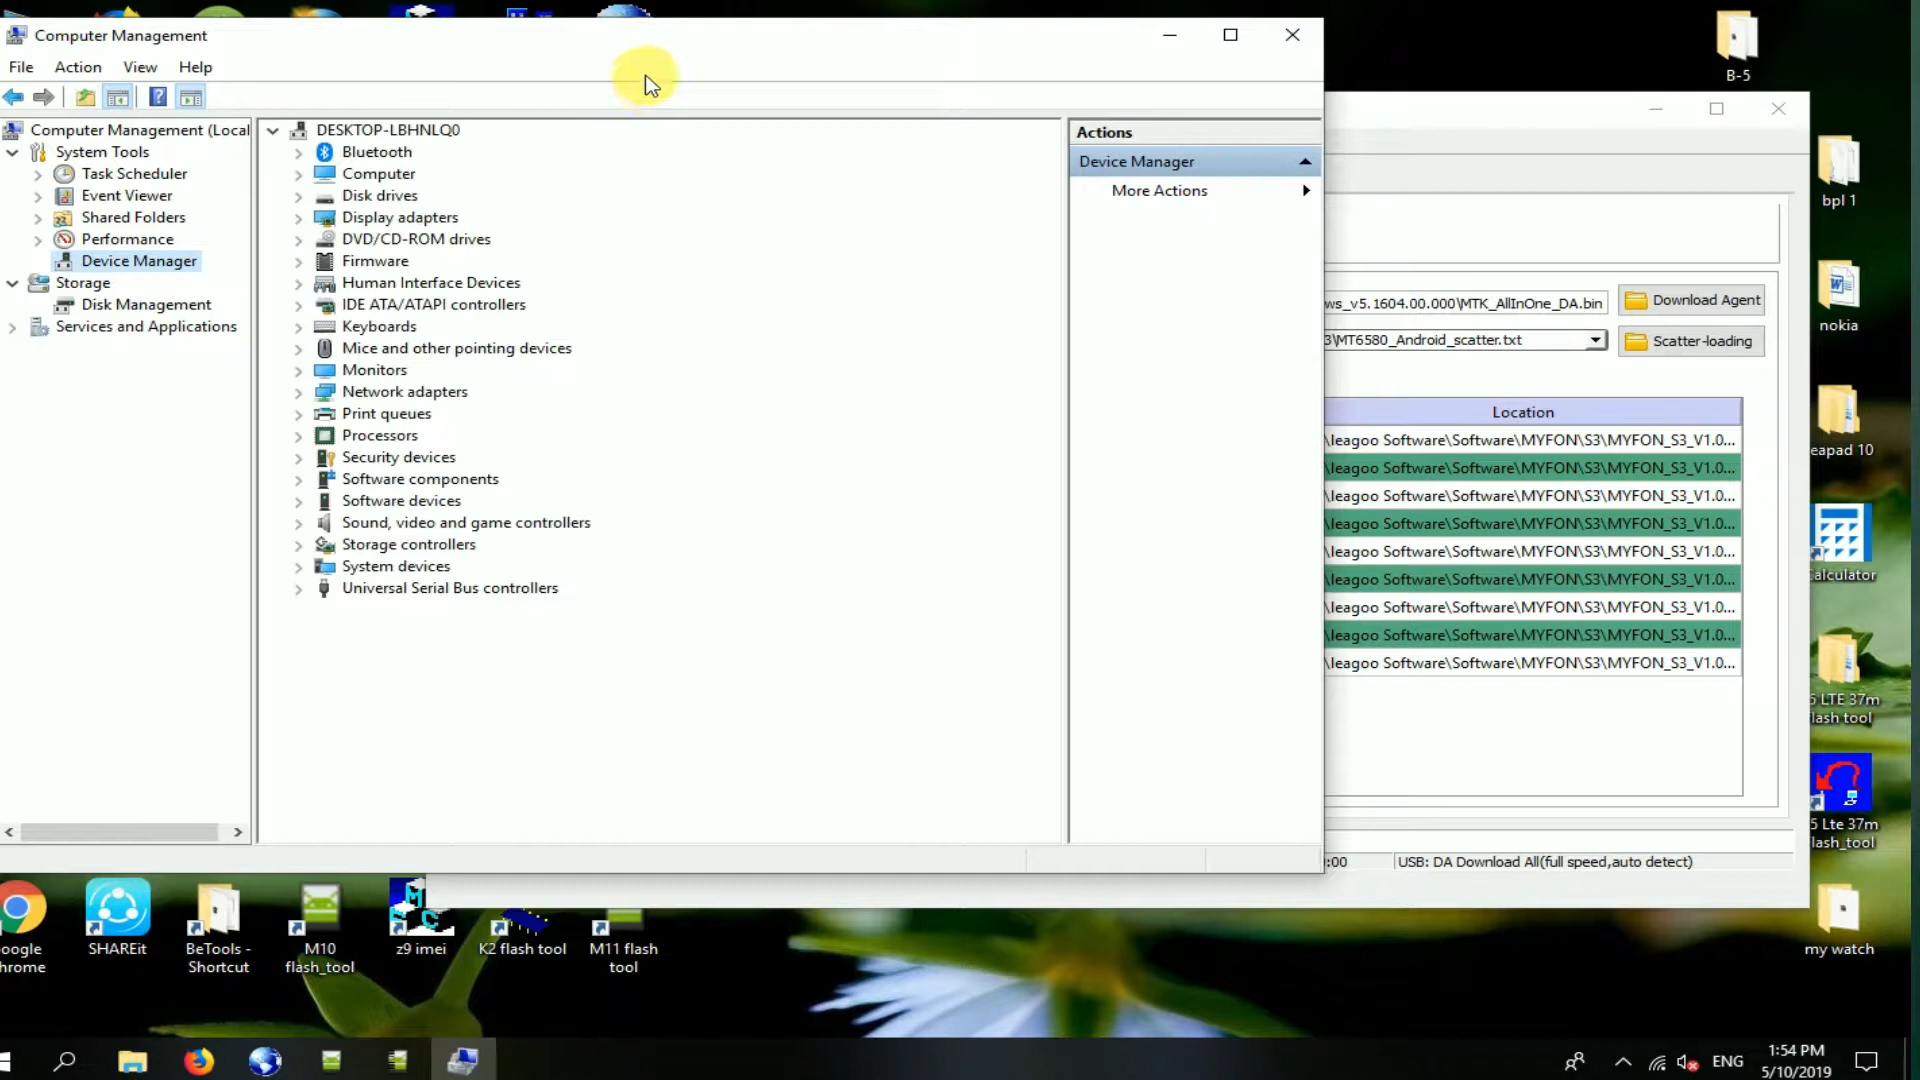 Computer Management
File Action View Help
Computer Management (Local
System Tools
Task Scheduler
Event Viewer
Shared Folders
Performance
Device Manager
Storage
Disk Management
Services and Applications
DESKTOP-LBHNLQ0
Bluetooth
Computer
Disk drives
Display adapters
DVD/CD-ROM drives
Firmware
Human Interface Devices
IDE ATA/ATAPI controllers
Keyboards
Mice and other pointing devices
Monitors
Network adapters
Print queues
Processors
Security devices
Software components
Software devices
Sound, video and game controllers
Storage controllers
System devices
Universal Serial Bus controllers
Actions
Device Manager
More Actions
ws_v5.1604.00.000\MTK_AllInOne_DA.bin
Download Agent
3\MT6580_Android_scatter.txt
Scatter-loading
Location
\leagoo Software\Software\MYFON\S3\MYFON_S3_V1.0...
\leagoo Software\Software\MYFON\S3\MYFON_S3_V1.0...
\leagoo Software\Software\MYFON\S3\MYFON_S3_V1.0...
\leagoo Software\Software\MYFON\S3\MYFON_S3_V1.0...
\leagoo Software\Software\MYFON\S3\MYFON_S3_V1.0...
\leagoo Software\Software\MYFON\S3\MYFON_S3_V1.0...
\leagoo Software\Software\MYFON\S3\MYFON_S3_V1.0...
\leagoo Software\Software\MYFON\S3\MYFON_S3_V1.0...
\leagoo Software\Software\MYFON\S3\MYFON_S3_V1.0...
:00
USB: DA Download All(full speed,auto detect)
B-5
bpl 1
nokia
eapad 10
alculator
5 LTE 37m
lash tool
5 Lte 37m
lash_tool
my watch
oogle
hrome
SHAREit
BeTools -
Shortcut
M10
flash_tool
z9 imei
K2 flash tool
M11 flash
tool
ENG
1:54 PM
5/10/2019